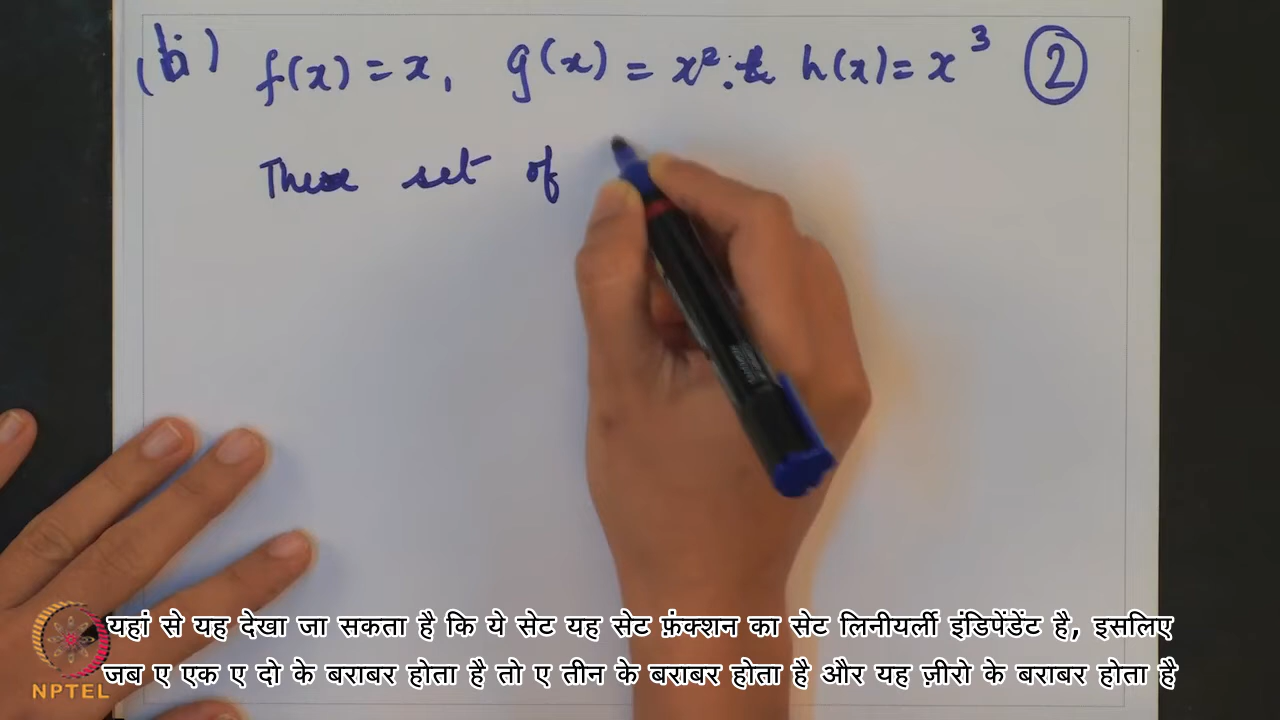 (b) f(x) = x, g(x) = x². & h(x) = x³ ②
These set of
यहां से यह देखा जा सकता है कि ये सेट यह सेट फ़ंक्शन का सेट लिनीयर्ली इंडिपेंडेंट है, इसलिए
जब ए एक ए दो के बराबर होता है तो ए तीन के बराबर होता है और यह ज़ीरो के बराबर होता है
NPTEL